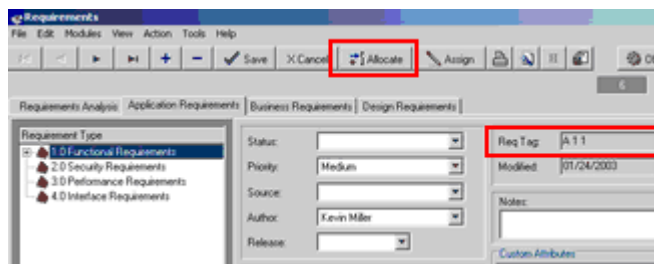 Requirements
File Edit Modules View Action Tools Help
Save Cancel Allocate Assign
6
Requirements Analysis Application Requirements Business Requirements Design Requirements
Requirement Type
1.0 Functional Requirements
2.0 Security Requirements
3.0 Performance Requirements
4.0 Interface Requirements
Status:
Priority: Medium
Source:
Author: Kevin Miller
Release:
Req Tag: A 1 1
Modified: 01/24/2003
Notes:
Custom Attributes